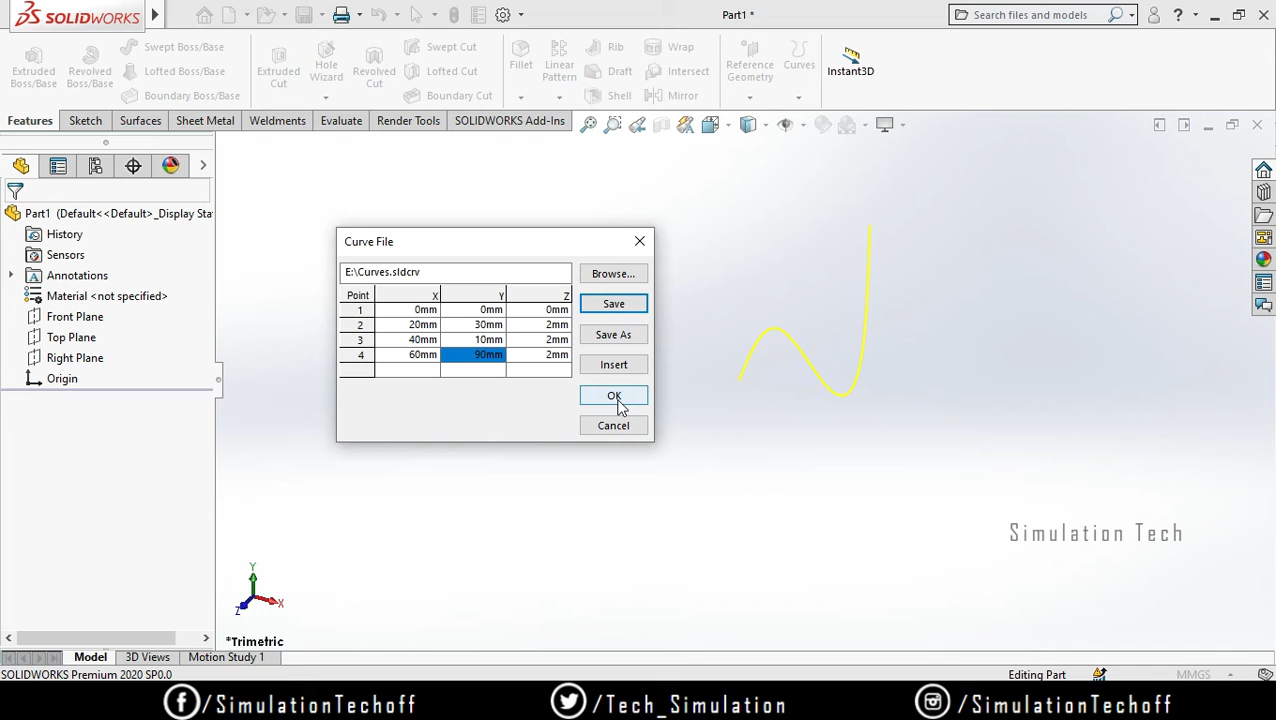 SOLIDWORKS
Part1 *
Search files and models
?
Extruded Boss/Base
Revolved Boss/Base
Swept Boss/Base
Lofted Boss/Base
Boundary Boss/Base
Extruded Cut
Hole Wizard
Revolved Cut
Swept Cut
Lofted Cut
Boundary Cut
Fillet
Linear Pattern
Rib
Draft
Shell
Wrap
Intersect
Mirror
Reference Geometry
Curves
Instant3D
Features Sketch Surfaces Sheet Metal Weldments Evaluate Render Tools SOLIDWORKS Add-Ins
Part1 (Default<<Default>_Display Sta
History
Sensors
Annotations
Material <not specified>
Front Plane
Top Plane
Right Plane
Origin
Curve File
E:\Curves.sldcrv
Browse...
Point X Y Z
1 0mm 0mm 0mm
2 20mm 30mm 2mm
3 40mm 10mm 2mm
4 60mm 90mm 2mm
Save
Save As
Insert
OK
Cancel
Simulation Tech
Y
Z
X
*Trimetric
Model 3D Views Motion Study 1
SOLIDWORKS Premium 2020 SP0.0
Editing Part
MMGS
/SimulationTechoff /Tech_Simulation /SimulationTechoff